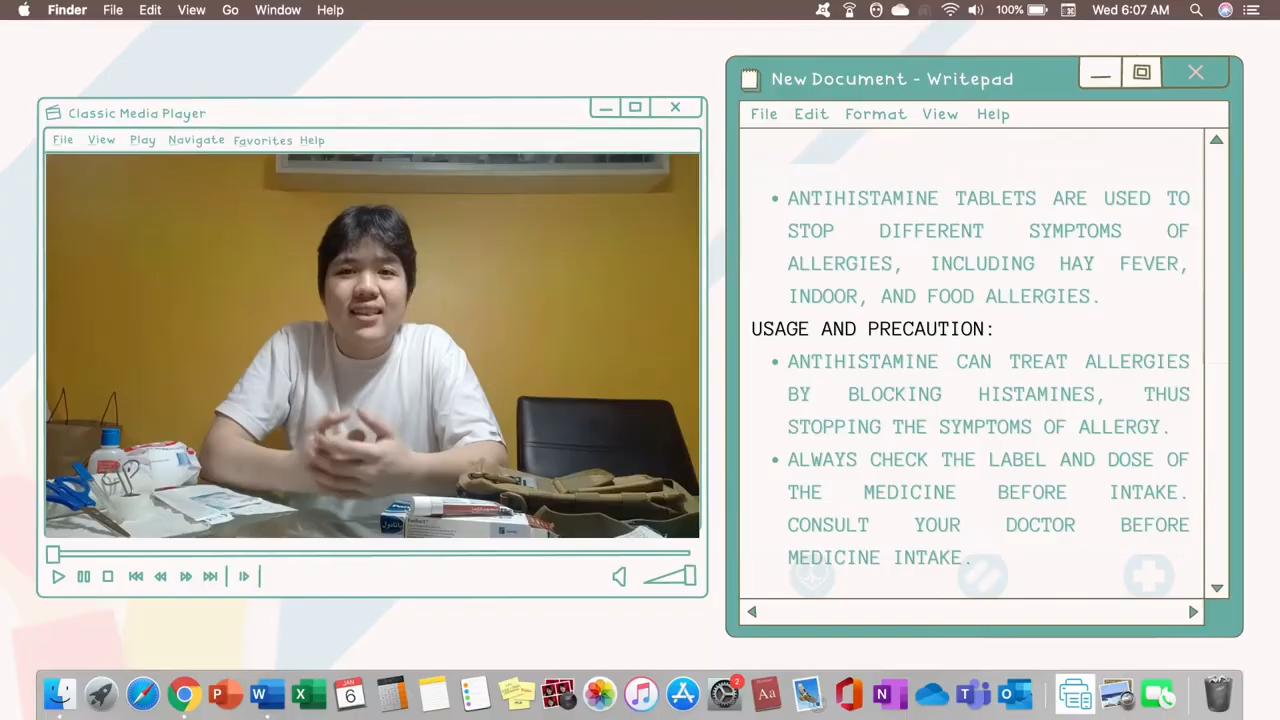 Finder File Edit View Go Window Help 100% Wed 6:07 AM
New Document - Writepad
Classic Media Player
File Edit Format View Help
File View Play Navigate Favorites Help
• ANTIHISTAMINE TABLETS ARE USED TO
STOP DIFFERENT SYMPTOMS OF
ALLERGIES, INCLUDING HAY FEVER,
INDOOR, AND FOOD ALLERGIES.
USAGE AND PRECAUTION:
• ANTIHISTAMINE CAN TREAT ALLERGIES
BY BLOCKING HISTAMINES, THUS
STOPPING THE SYMPTOMS OF ALLERGY.
• ALWAYS CHECK THE LABEL AND DOSE OF
THE MEDICINE BEFORE INTAKE.
CONSULT YOUR DOCTOR BEFORE
MEDICINE INTAKE.
بانادول
JAN
6
2
P W X Aa N T O